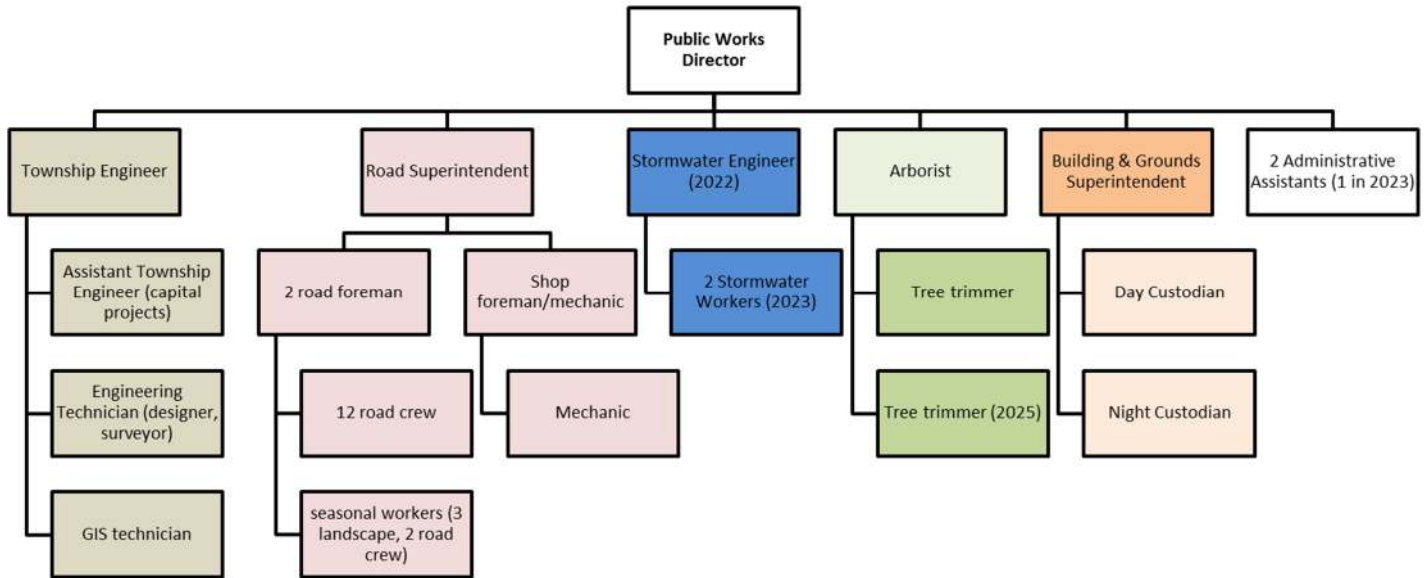 Public Works
Director
Township Engineer
Road Superintendent
Stormwater Engineer
(2022)
Arborist
Building & Grounds
Superintendent
2 Administrative
Assistants (1 in 2023)
Assistant Township
Engineer (capital
projects)
2 road foreman
Shop
foreman/mechanic
2 Stormwater
Workers (2023)
Tree trimmer
Day Custodian
Engineering
Technician (designer,
surveyor)
12 road crew
Mechanic
Tree trimmer (2025)
Night Custodian
GIS technician
seasonal workers (3
landscape, 2 road
crew)